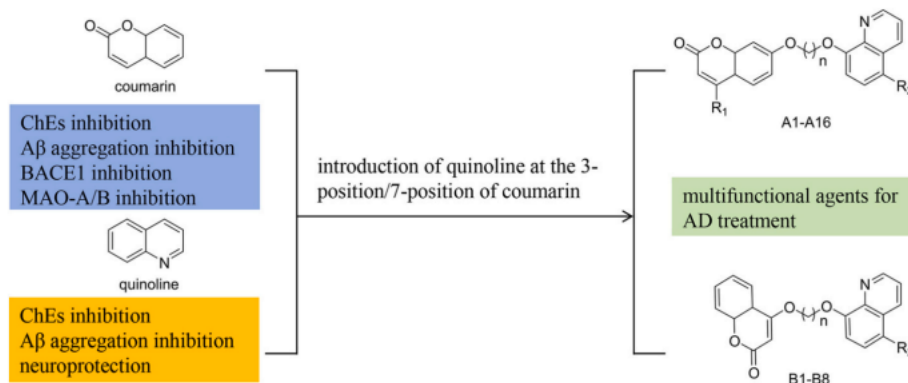 O
O
coumarin
ChEs inhibition
Aβ aggregation inhibition
BACE1 inhibition
MAO-A/B inhibition
N
quinoline
ChEs inhibition
Aβ aggregation inhibition
neuroprotection
introduction of quinoline at the 3-
position/7-position of coumarin
N
O
O
O
O
n
R₁
A1-A16
multifunctional agents for
AD treatment
N
O
O
n
O
O
B1-B8